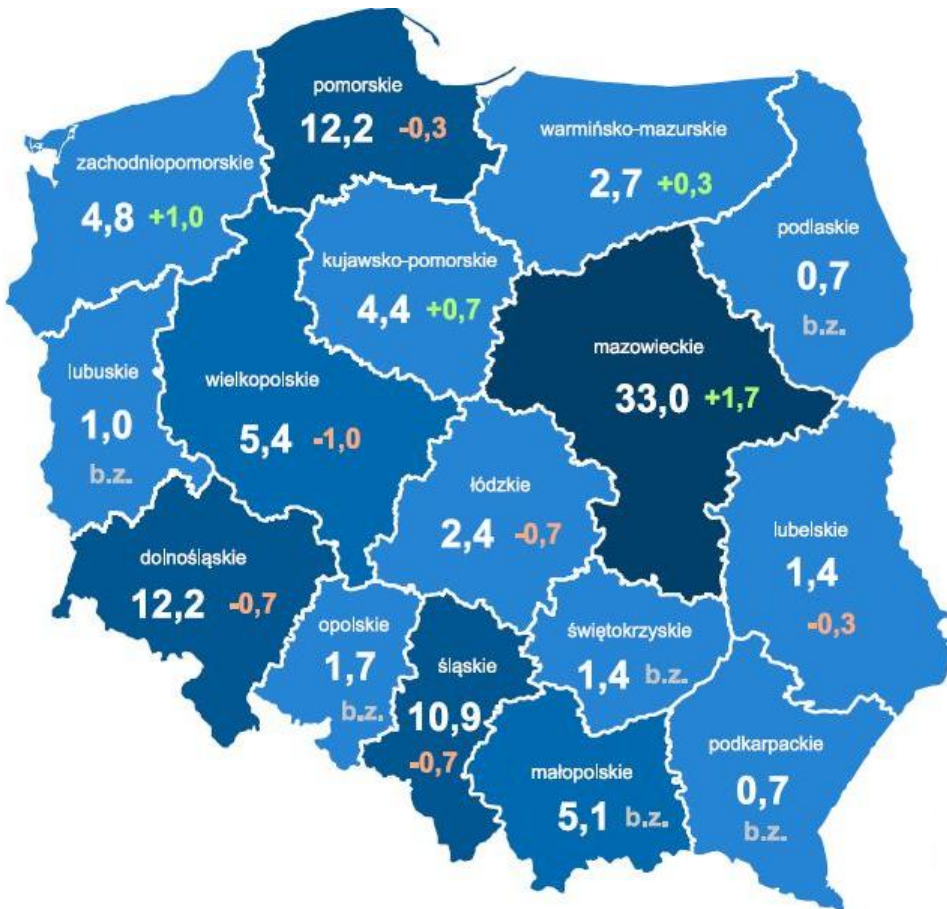 pomorskie
12,2 -0,3
warmińsko-mazurskie
2,7 +0,3
zachodniopomorskie
4,8 +1,0
podlaskie
0,7
b.z.
kujawsko-pomorskie
4,4 +0,7
mazowieckie
33,0 +1,7
lubuskie
1,0
b.z.
wielkopolskie
5,4 -1,0
łódzkie
2,4 -0,7
lubelskie
1,4
-0,3
dolnośląskie
12,2 -0,7
opolskie
1,7
b.z.
śląskie
10,9
-0,7
świętokrzyskie
1,4 b.z.
małopolskie
5,1 b.z.
podkarpackie
0,7
b.z.